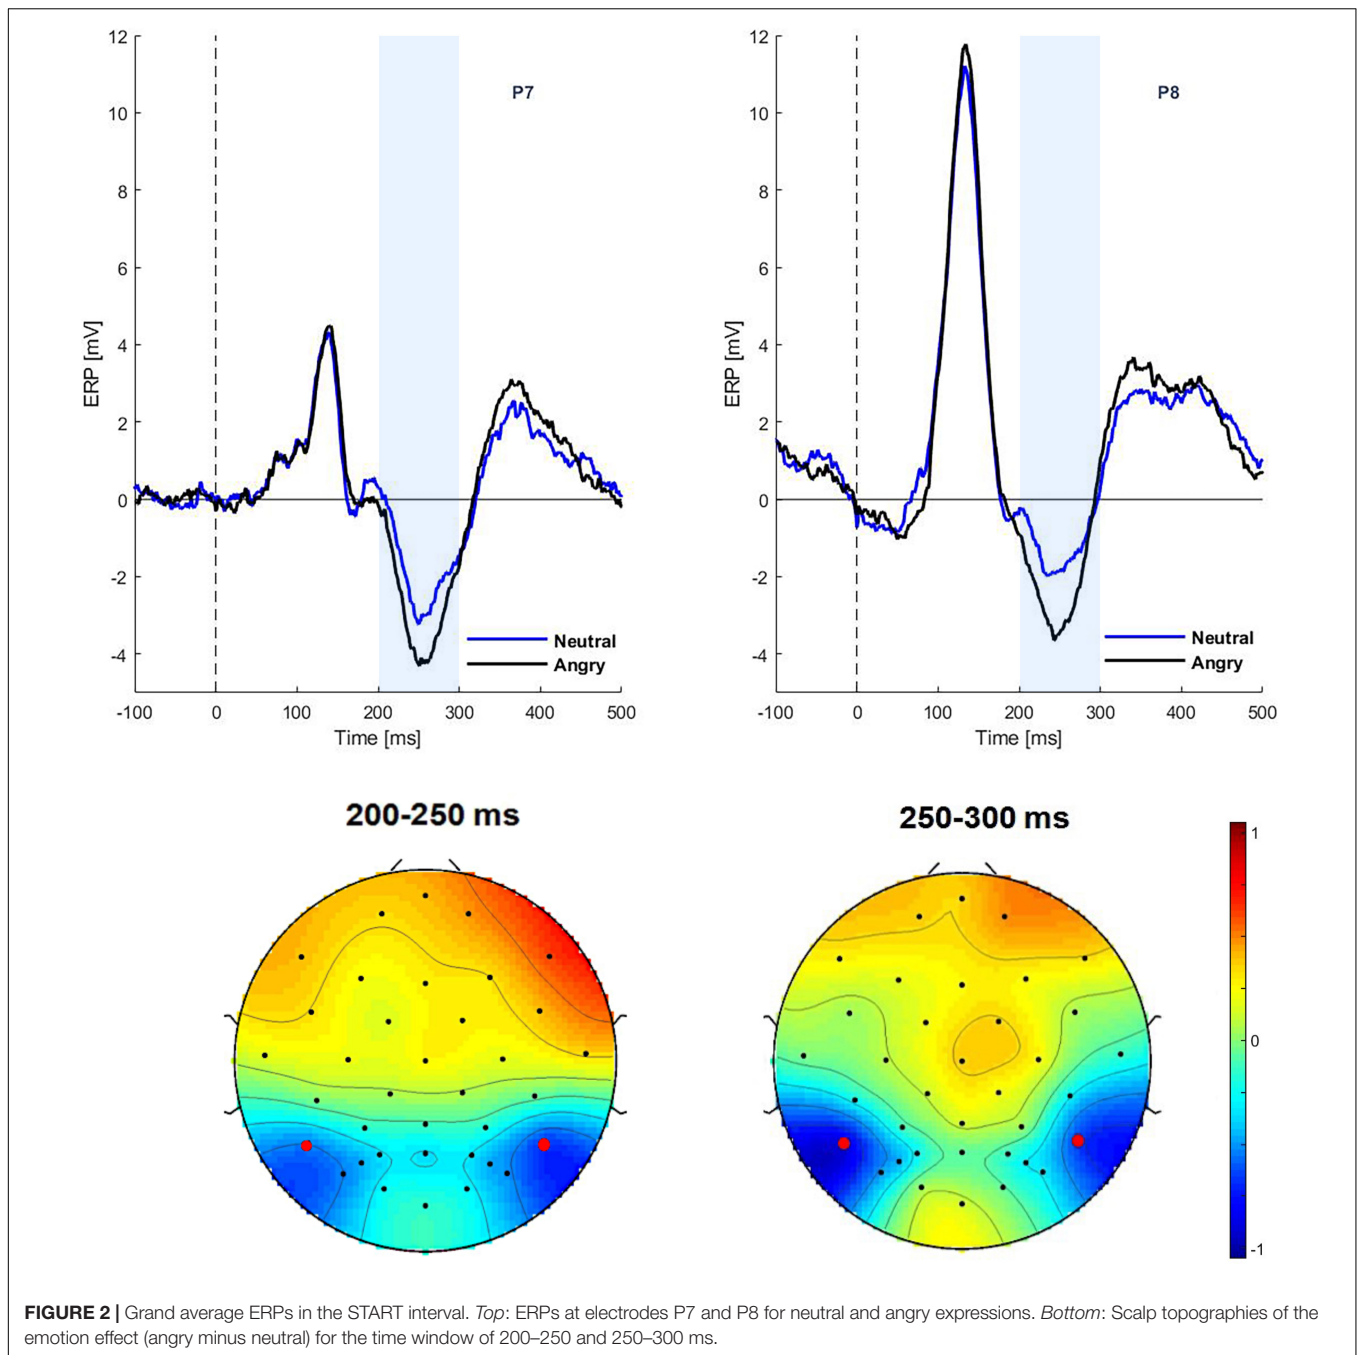 12
10
8
6
4
2
0
-2
-4
ERP [mV]
P7
Neutral
Angry
-100 0 100 200 300 400 500
Time [ms]
12
10
8
6
4
2
0
-2
-4
ERP [mV]
P8
Neutral
Angry
-100 0 100 200 300 400 500
Time [ms]
200-250 ms
250-300 ms
1
0
-1
FIGURE 2 | Grand average ERPs in the START interval. Top: ERPs at electrodes P7 and P8 for neutral and angry expressions. Bottom: Scalp topographies of the
emotion effect (angry minus neutral) for the time window of 200–250 and 250–300 ms.